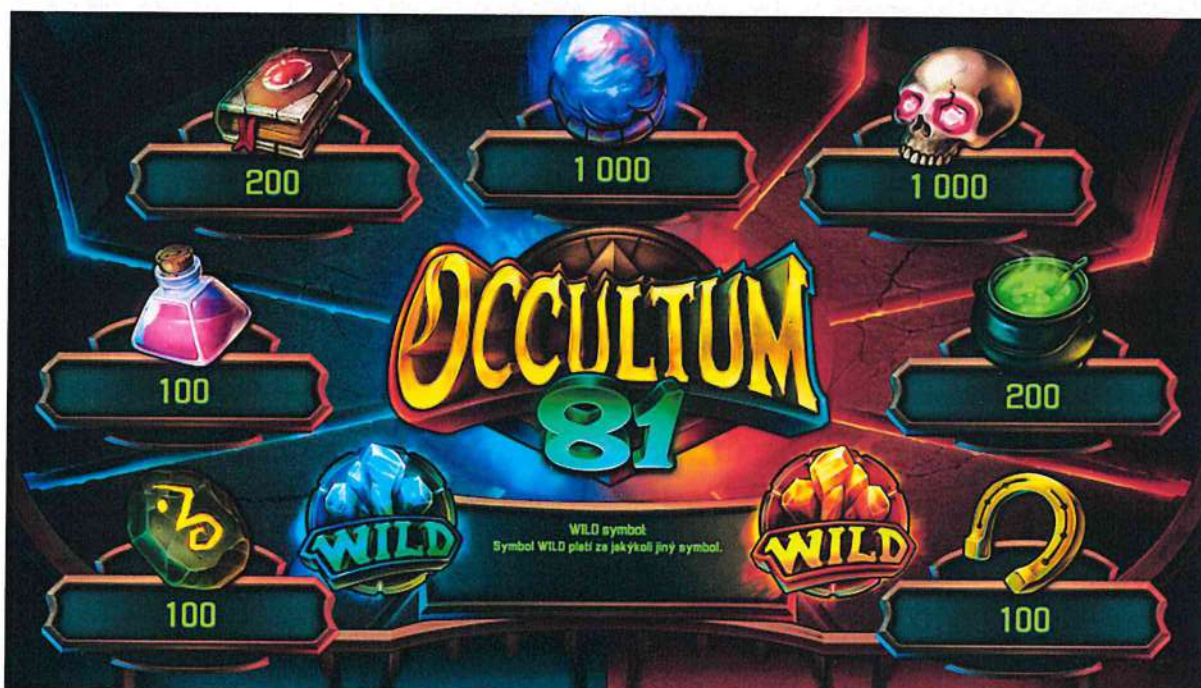 200
1 000
1 000
100
OCCULTUM
81
200
WILD
WILD symbol:
Symbol WILD platí za jakýkoli jiný symbol.
WILD
100
100